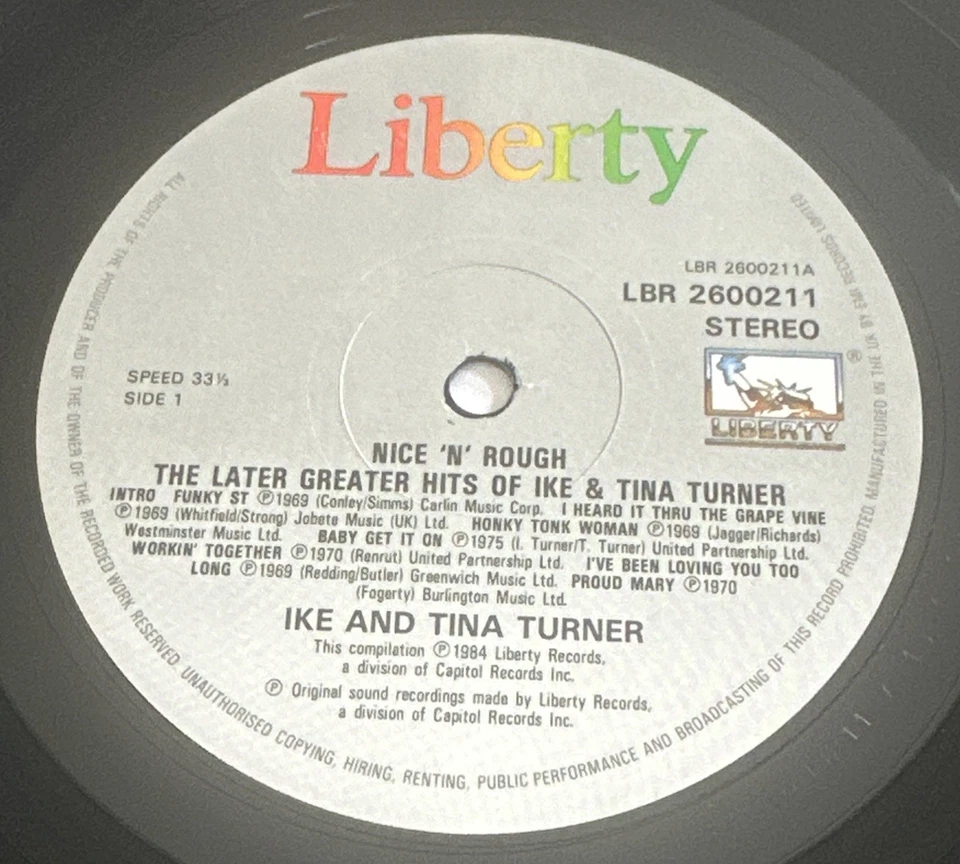 Liberty
LBR 2600211A
LBR 2600211
STEREO
®
LIBERTY
SPEED 33⅓
SIDE 1
NICE 'N' ROUGH
THE LATER GREATER HITS OF IKE & TINA TURNER
INTRO FUNKY ST ℗1969 (Conley/Simms) Carlin Music Corp. I HEARD IT THRU THE GRAPE VINE
℗1969 (Whitfield/Strong) Jobete Music (UK) Ltd. HONKY TONK WOMAN ℗1969 (Jagger/Richards)
Westminster Music Ltd. BABY GET IT ON ℗1975 (I. Turner/T. Turner) United Partnership Ltd.
WORKIN' TOGETHER ℗1970 (Renrut) United Partnership Ltd. I'VE BEEN LOVING YOU TOO
LONG ℗1969 (Redding/Butler) Greenwich Music Ltd. PROUD MARY ℗1970
(Fogerty) Burlington Music Ltd.
IKE AND TINA TURNER
This compilation ℗1984 Liberty Records,
a division of Capitol Records Inc.
℗ Original sound recordings made by Liberty Records,
a division of Capitol Records Inc.
ALL RIGHTS OF THE PRODUCER AND OF THE OWNER OF THE RECORDED WORK RESERVED. UNAUTHORISED COPYING, HIRING, RENTING, PUBLIC PERFORMANCE AND BROADCASTING OF THIS RECORD PROHIBITED. MANUFACTURED IN THE UK BY EMI RECORDS LIMITED